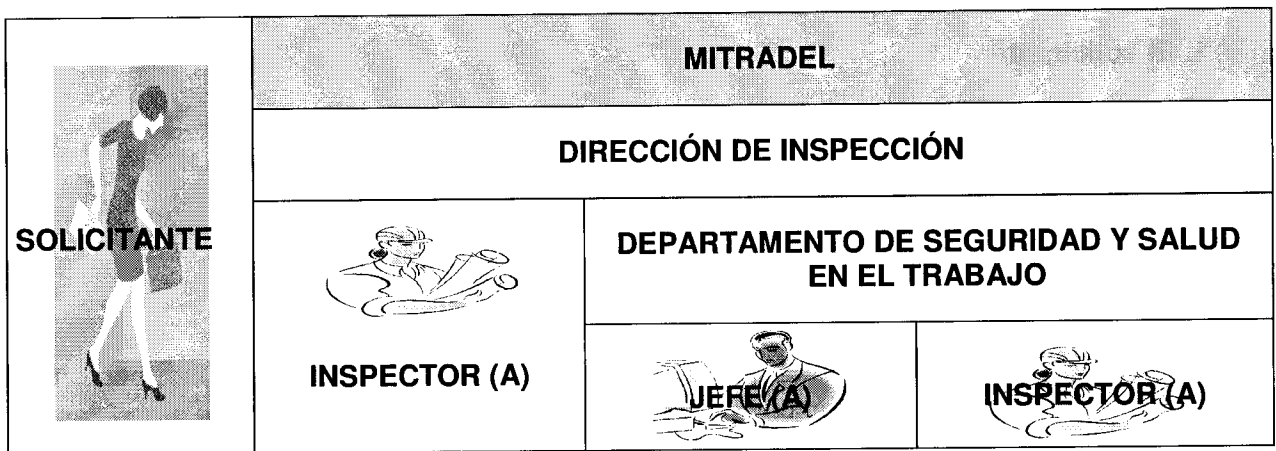 MITRADEL
DIRECCIÓN DE INSPECCIÓN
SOLICITANTE
DEPARTAMENTO DE SEGURIDAD Y SALUD
EN EL TRABAJO
INSPECTOR (A)
JEFE (A)
INSPECTOR (A)